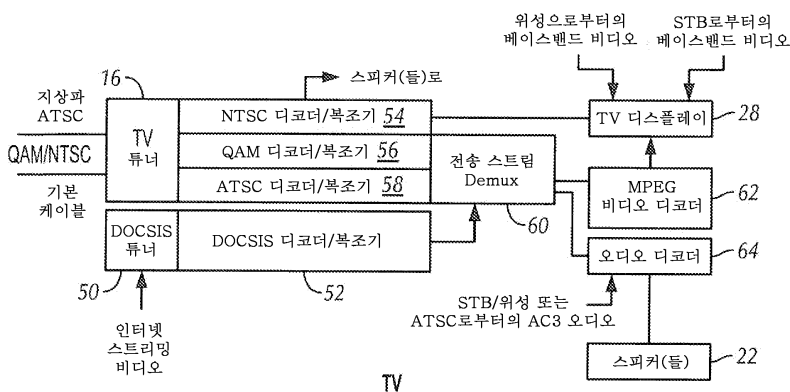 위성으로부터의
베이스밴드 비디오
STB로부터의
베이스밴드 비디오
16
스피커(들)로
지상파
ATSC
QAM/NTSC
기본
케이블
TV
튜너
NTSC 디코더/복조기 54
QAM 디코더/복조기 56
ATSC 디코더/복조기 58
전송 스트림
Demux
60
TV 디스플레이
28
MPEG
비디오 디코더
62
DOCSIS
튜너
DOCSIS 디코더/복조기
50
52
오디오 디코더
64
인터넷
스트리밍
비디오
STB/위성 또는
ATSC로부터의 AC3 오디오
스피커(들)
22
TV